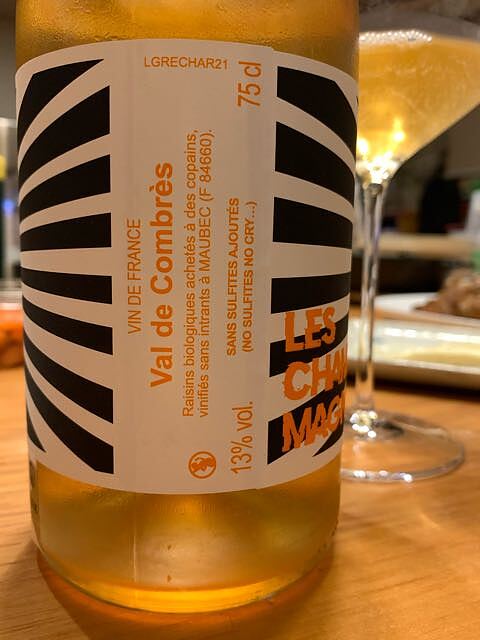 LGRECHAR21
75 cl
VIN DE FRANCE
Val de Combrès
Raisins biologiques achetés à des copains,
vinifiés sans intrants à MAUBEC (F 84660).
SANS SULFITES AJOUTÉS
(NO SULFITES NO CRY...)
13% vol.
LES